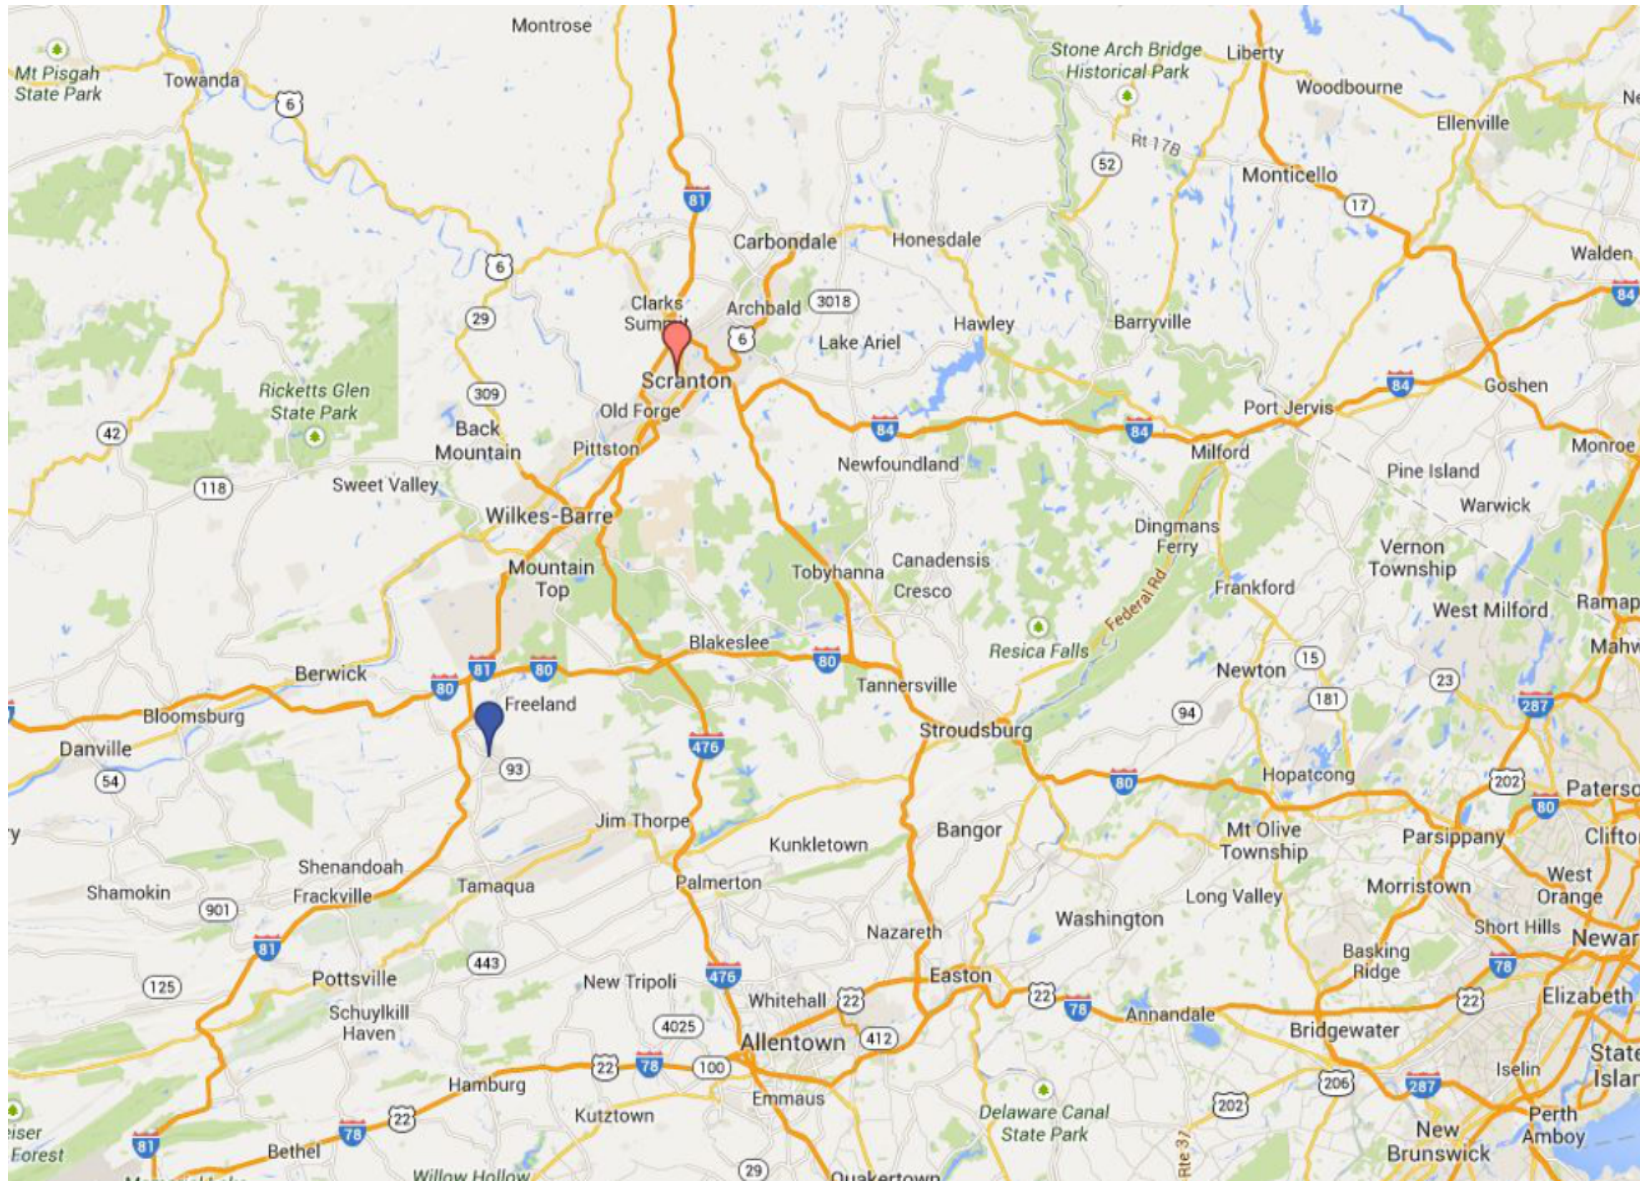 Montrose
Mt Pisgah
State Park
Towanda
6
Stone Arch Bridge
Historical Park
Liberty
Woodbourne
Ellenville
Rt 17B
52
Monticello
17
81
6
Carbondale
Honesdale
Walden
84
Clarks
Summit
Archbald
3018
29
6
Lake Ariel
Hawley
Barryville
Scranton
309
Ricketts Glen
State Park
Old Forge
84
Goshen
Port Jervis
42
Back
Mountain
Pittston
84
84
Milford
Monroe
Newfoundland
Pine Island
118
Sweet Valley
Warwick
Wilkes-Barre
Dingmans
Ferry
Vernon
Township
Mountain
Top
Tobyhanna
Canadensis
Cresco
Frankford
Federal Rd
West Milford
Ramap
Mahw
Blakeslee
Resica Falls
Berwick
81
80
80
80
Newton
15
23
181
Tannersville
Freeland
Bloomsburg
94
287
Stroudsburg
Danville
476
54
93
80
Hopatcong
202
Paterso
80
Jim Thorpe
Bangor
Mt Olive
Township
Parsippany
Clifto
Kunkletown
Shenandoah
Frackville
Tamaqua
Palmerton
Shamokin
901
Long Valley
Morristown
West
Orange
Washington
Short Hills
Newar
Nazareth
81
443
Basking
Ridge
78
Pottsville
New Tripoli
476
Easton
125
Whitehall
22
22
78
Annandale
22
Elizabeth
Schuylkill
Haven
4025
Allentown
412
Bridgewater
State
Islan
Hamburg
22
78
100
Iselin
Emmaus
206
287
202
Kutztown
22
78
Delaware Canal
State Park
Perth
Amboy
81
Bethel
New
Brunswick
Rte 31
29
Forest
Willow Hollow
Quakertown